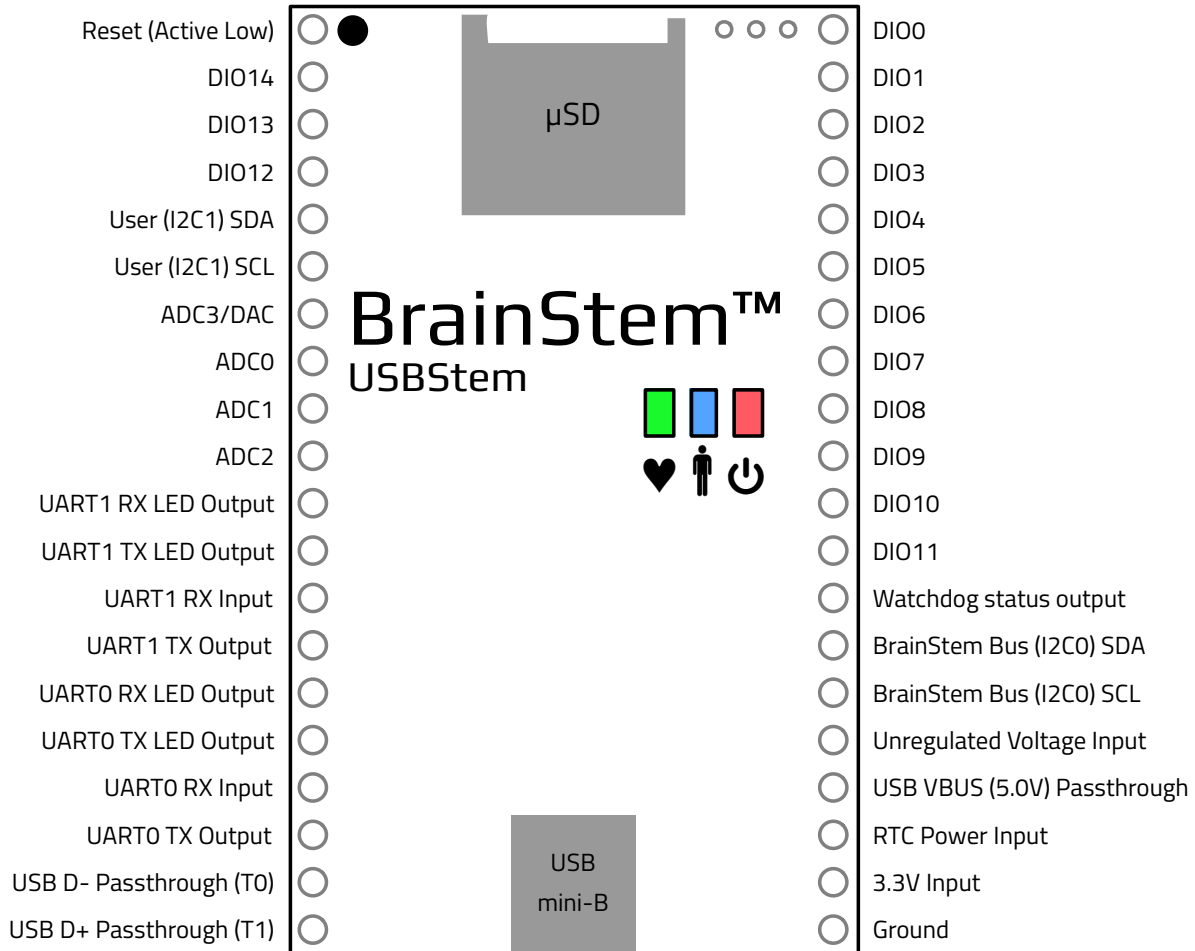 Reset (Active Low)
DIO14
DIO13
DIO12
User (I2C1) SDA
User (I2C1) SCL
ADC3/DAC
ADC0
ADC1
ADC2
UART1 RX LED Output
UART1 TX LED Output
UART1 RX Input
UART1 TX Output
UART0 RX LED Output
UART0 TX LED Output
UART0 RX Input
UART0 TX Output
USB D- Passthrough (T0)
USB D+ Passthrough (T1)
µSD
BrainStem™
USBStem
USB
mini-B
DIO0
DIO1
DIO2
DIO3
DIO4
DIO5
DIO6
DIO7
DIO8
DIO9
DIO10
DIO11
Watchdog status output
BrainStem Bus (I2C0) SDA
BrainStem Bus (I2C0) SCL
Unregulated Voltage Input
USB VBUS (5.0V) Passthrough
RTC Power Input
3.3V Input
Ground